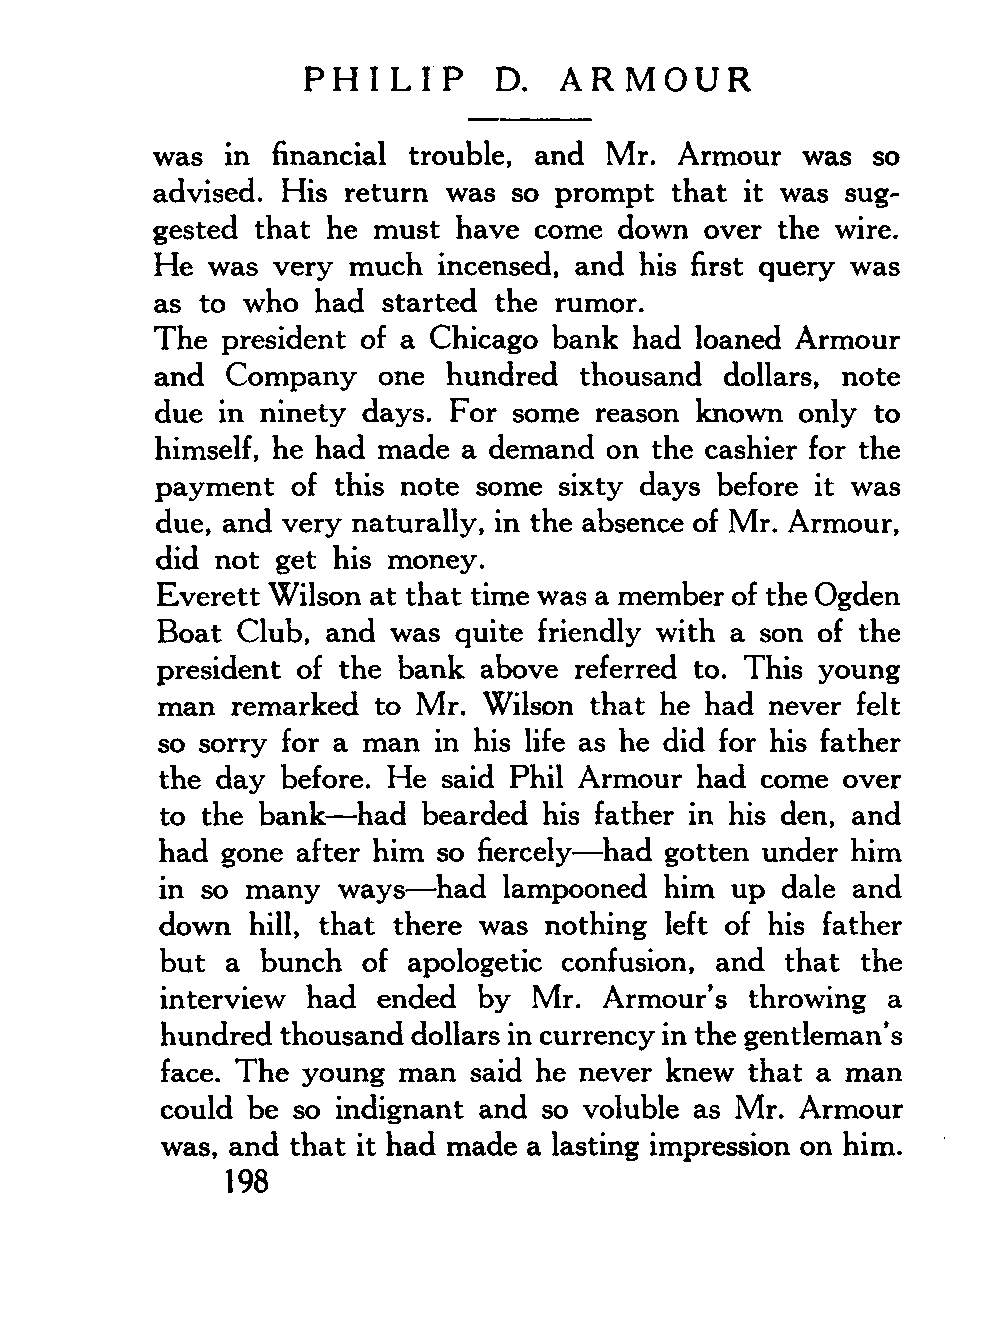 PHILIP D. ARMOUR
was in financial trouble, and Mr. Armour was so
advised. His return was so prompt that it was sug-
gested that he must have come down over the wire.
He was very much incensed, and his first query was
as to who had started the rumor.
The president of a Chicago bank had loaned Armour
and Company one hundred thousand dollars, note
due in ninety days. For some reason known only to
himself, he had made a demand on the cashier for the
payment of this note some sixty days before it was
due, and very naturally, in the absence of Mr. Armour,
did not get his money.
Everett Wilson at that time was a member of the Ogden
Boat Club, and was quite friendly with a son of the
president of the bank above referred to. This young
man remarked to Mr. Wilson that he had never felt
so sorry for a man in his life as he did for his father
the day before. He said Phil Armour had come over
to the bank—had bearded his father in his den, and
had gone after him so fiercely—had gotten under him
in so many ways—had lampooned him up dale and
down hill, that there was nothing left of his father
but a bunch of apologetic confusion, and that the
interview had ended by Mr. Armour's throwing a
hundred thousand dollars in currency in the gentleman's
face. The young man said he never knew that a man
could be so indignant and so voluble as Mr. Armour
was, and that it had made a lasting impression on him.
198